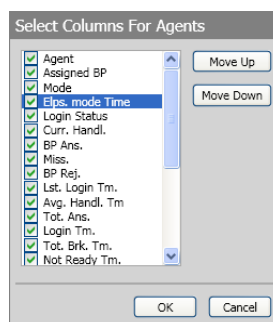 Select Columns For Agents
Agent
Assigned BP
Mode
Elps. mode Time
Login Status
Curr. Handl.
BP Ans.
Miss.
BP Rej.
Lst. Login Tm.
Avg. Handl. Tm
Tot. Ans.
Login Tm.
Tot. Brk. Tm.
Not Ready Tm.
Move Up
Move Down
OK
Cancel